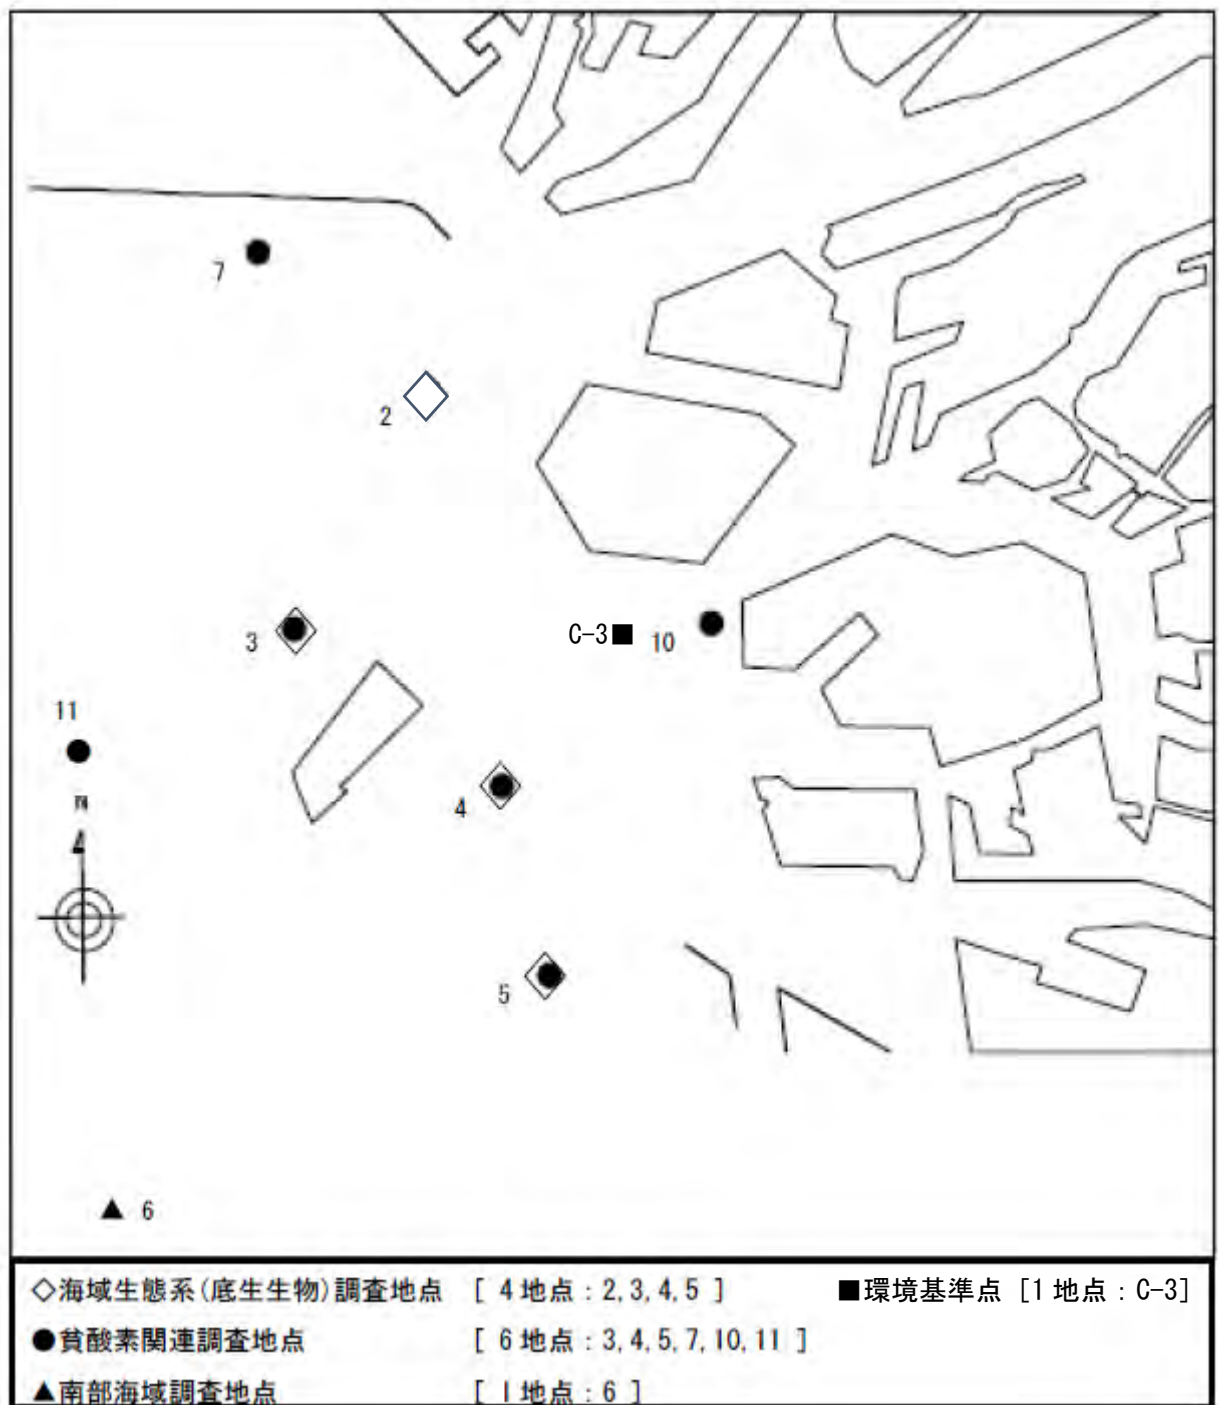 7
2
3
C-3■ 10
11
N
4
5
▲ 6
◇海域生態系(底生生物)調査地点 [ 4地点：2,3,4,5 ] ■環境基準点 [1地点：C-3]
●貧酸素関連調査地点 [ 6地点：3,4,5,7,10,11 ]
▲南部海域調査地点 [ 1地点：6 ]